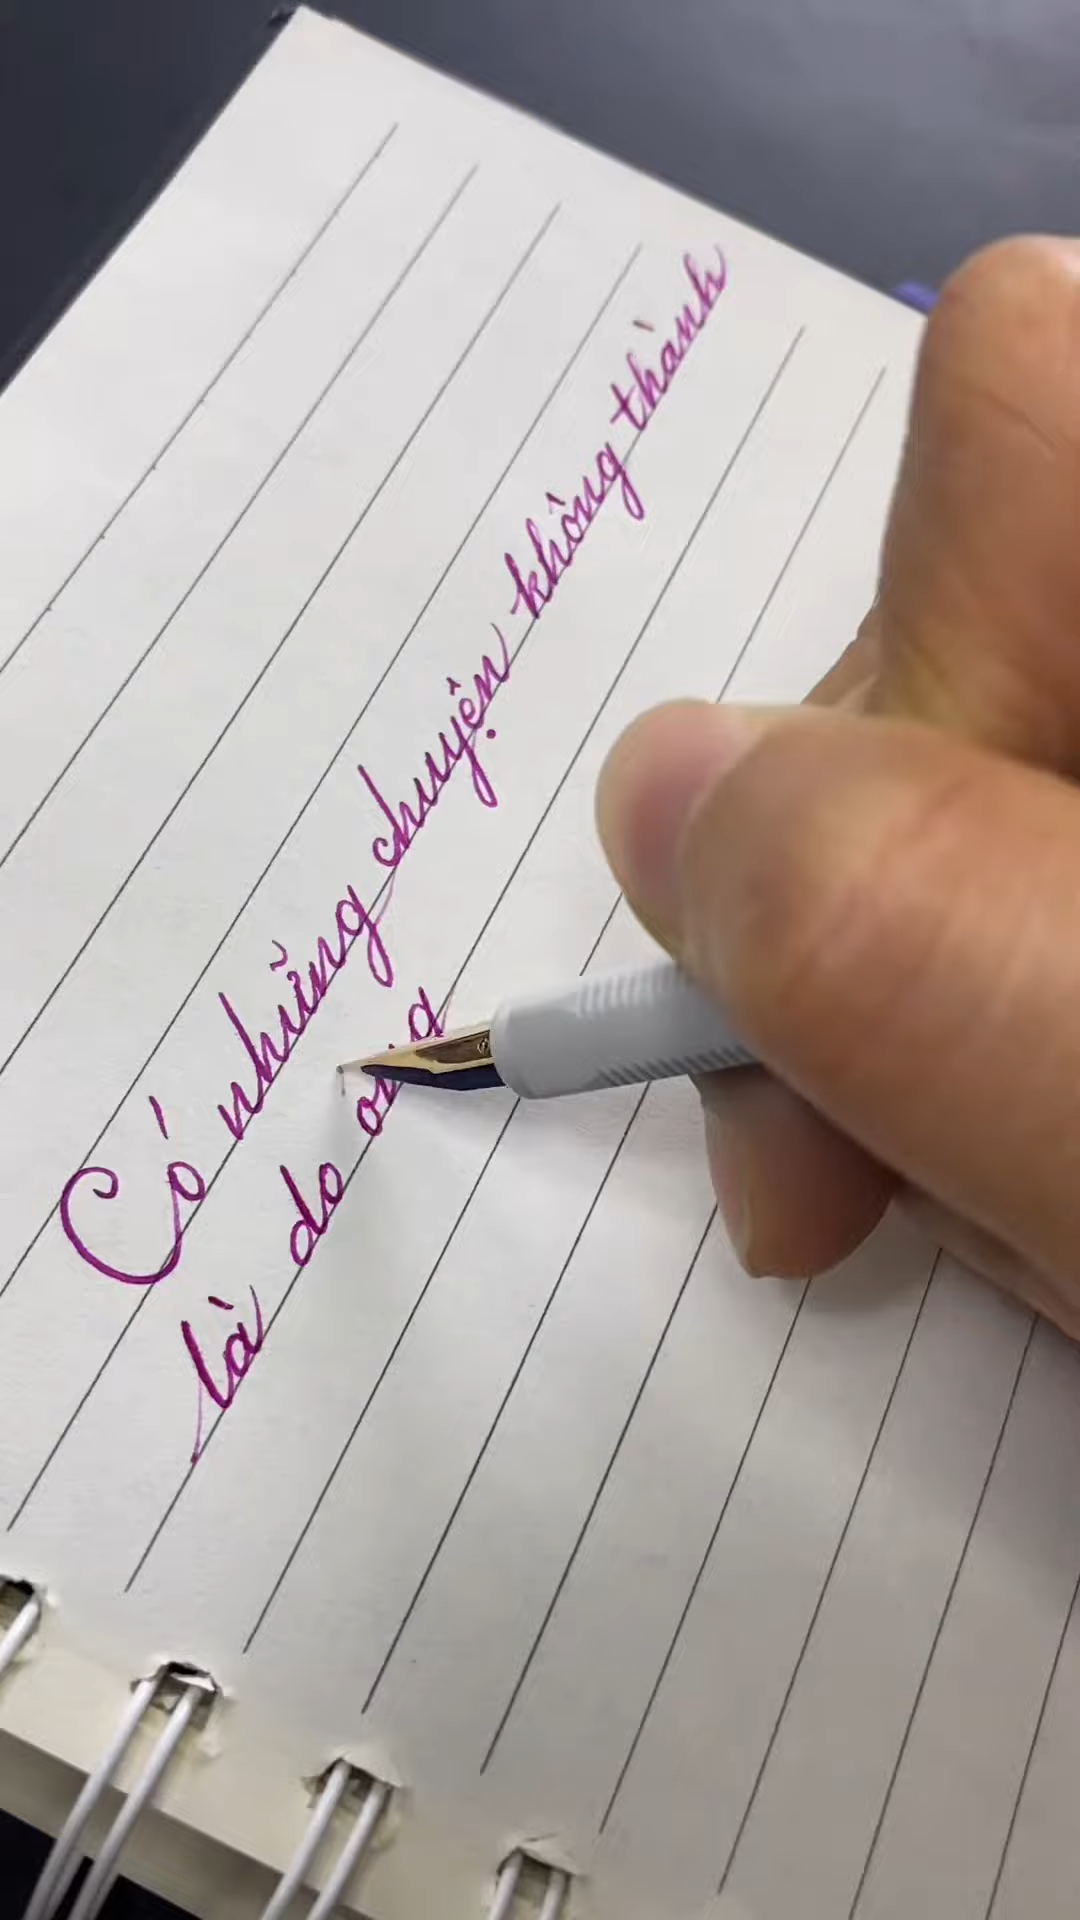 Có những chuyện không thành
là do